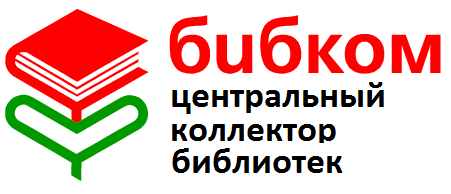 бибком
центральный
коллектор
библиотек